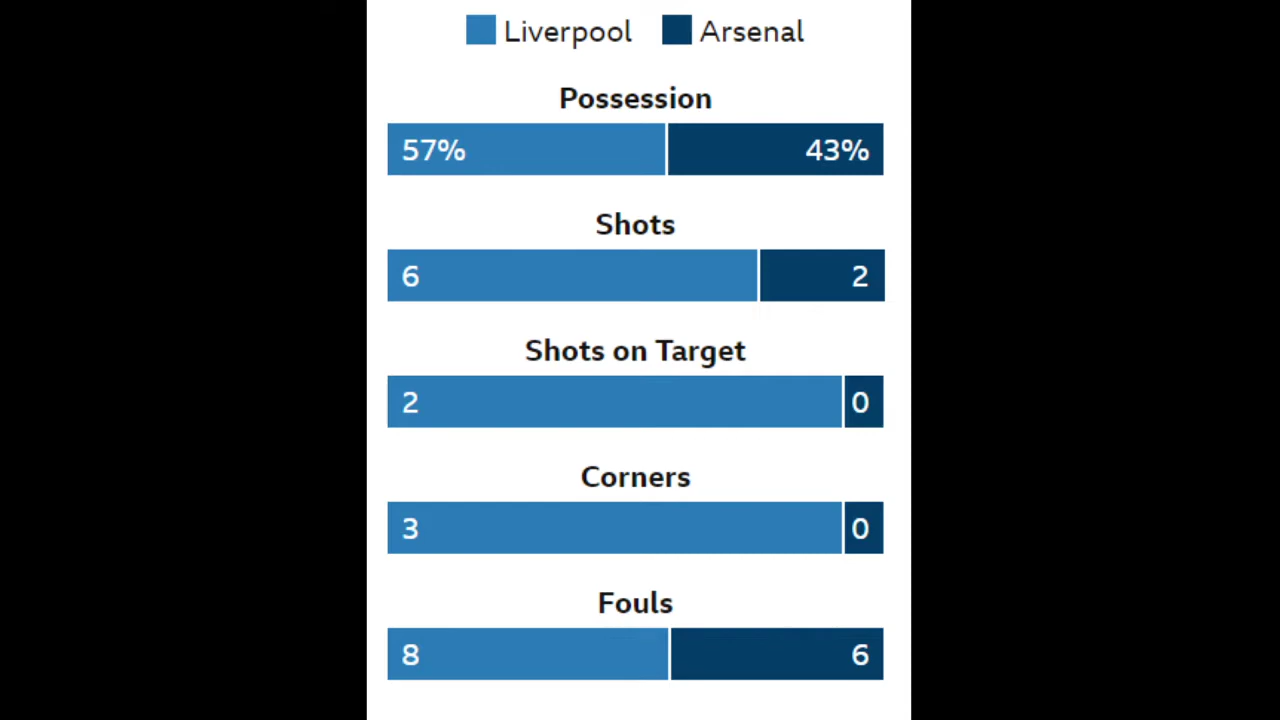 Liverpool Arsenal
Possession
57% 43%
Shots
6 2
Shots on Target
2 0
Corners
3 0
Fouls
8 6